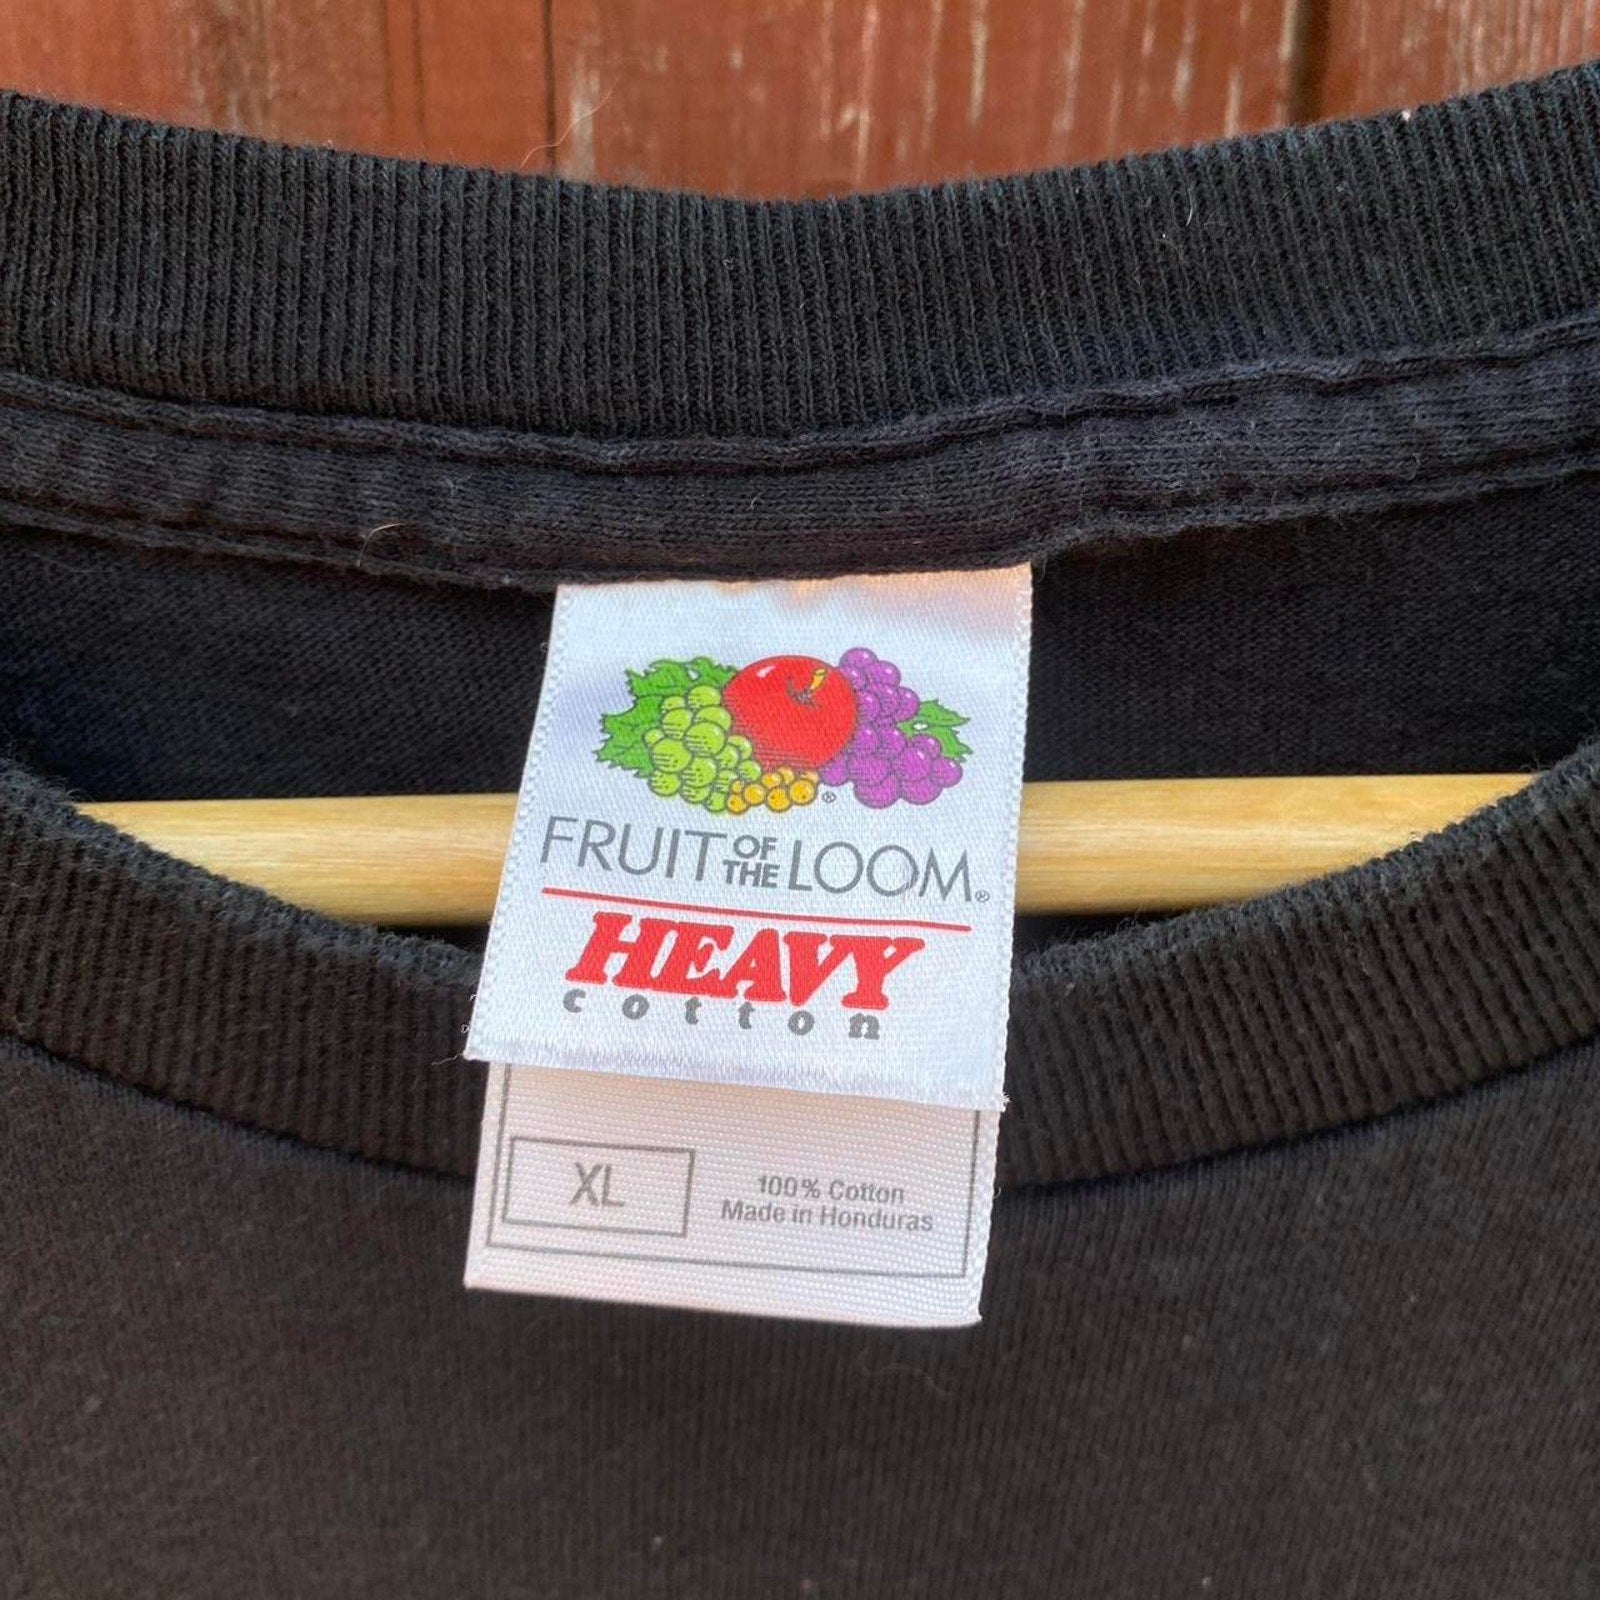 FRUIT OF THE LOOM®
HEAVY
cotton
XL
100% Cotton
Made in Honduras